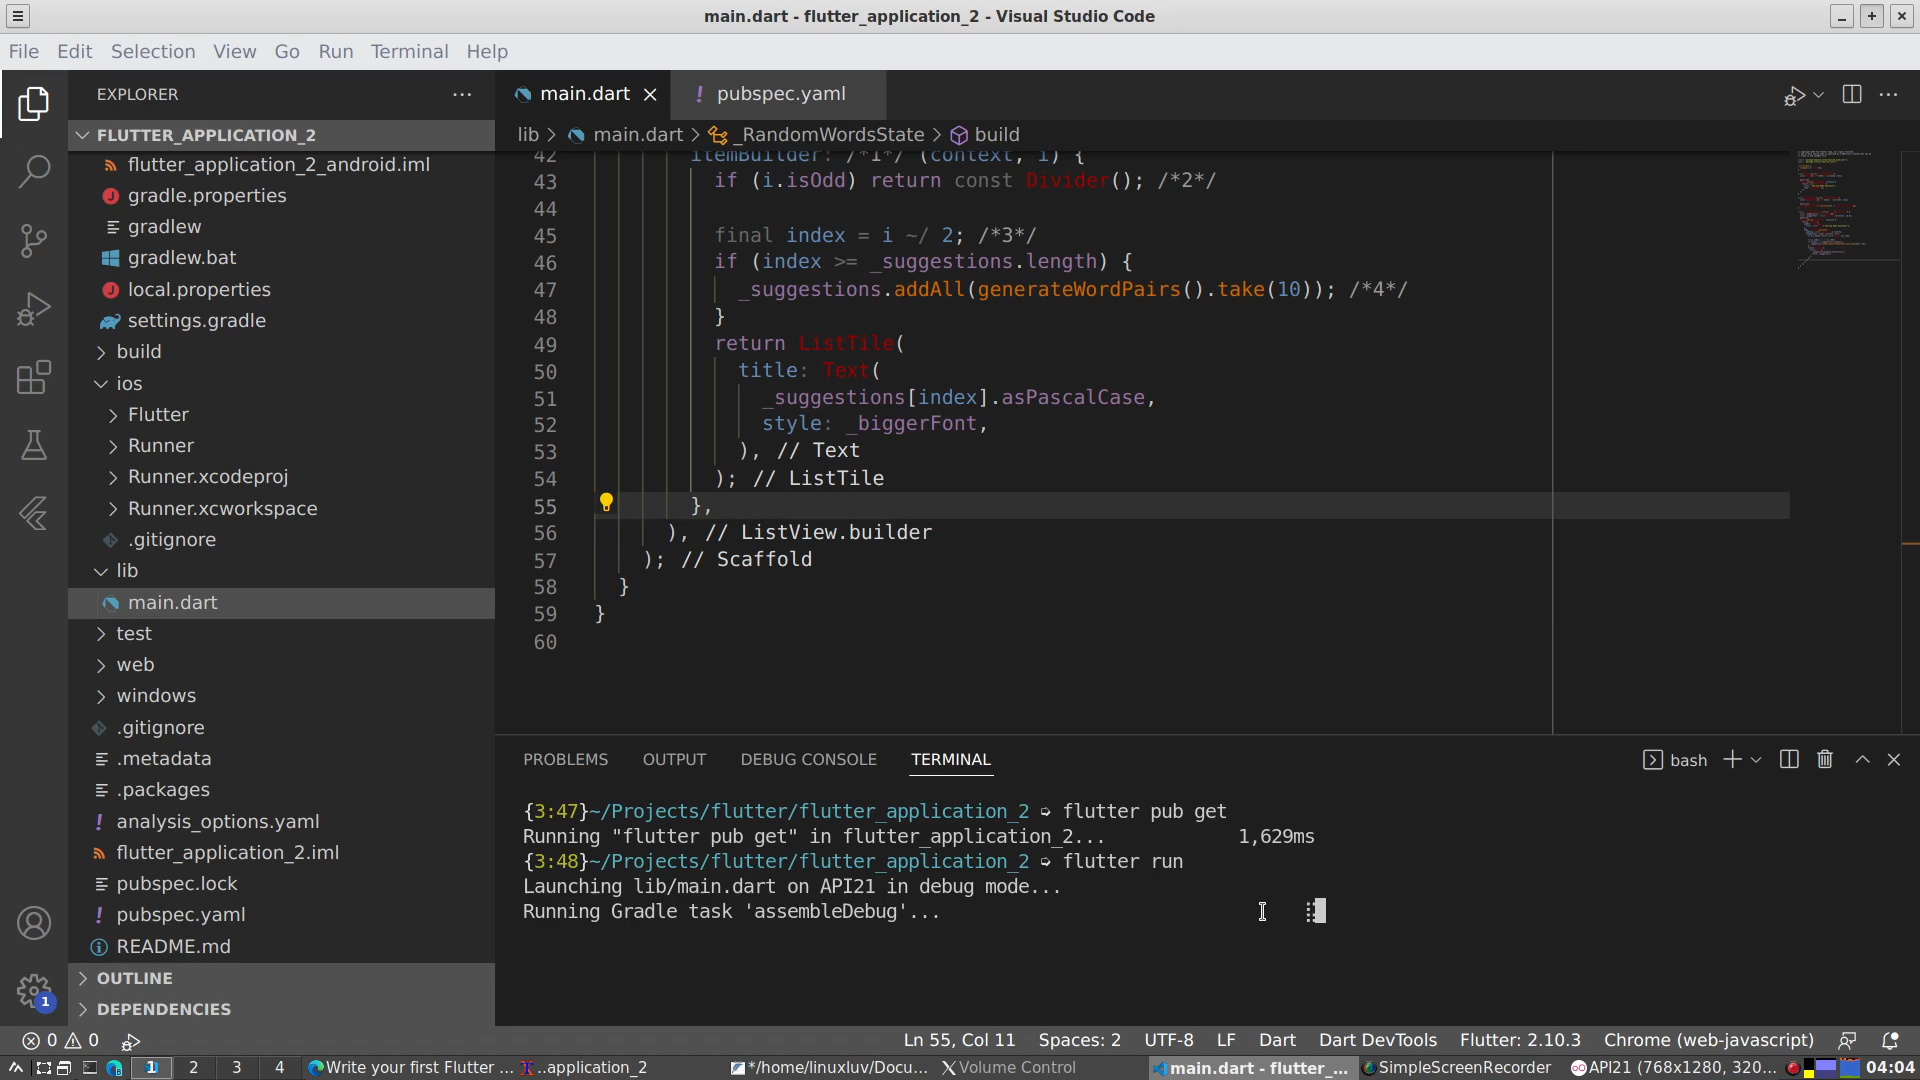 main.dart - flutter_application_2 - Visual Studio Code
File Edit Selection View Go Run Terminal Help
EXPLORER
main.dart
pubspec.yaml
FLUTTER_APPLICATION_2
lib > main.dart > _RandomWordsState > build
flutter_application_2_android.iml
gradle.properties
gradlew
gradlew.bat
local.properties
settings.gradle
build
ios
Flutter
Runner
Runner.xcodeproj
Runner.xcworkspace
.gitignore
lib
main.dart
test
web
windows
.gitignore
.metadata
.packages
analysis_options.yaml
flutter_application_2.iml
pubspec.lock
pubspec.yaml
README.md
OUTLINE
DEPENDENCIES
42 itemBuilder: /*1*/ (context, i) {
43 if (i.isOdd) return const Divider(); /*2*/
44
45 final index = i ~/ 2; /*3*/
46 if (index >= _suggestions.length) {
47 _suggestions.addAll(generateWordPairs().take(10)); /*4*/
48 }
49 return ListTile(
50 title: Text(
51 _suggestions[index].asPascalCase,
52 style: _biggerFont,
53 ), // Text
54 ); // ListTile
55 },
56 ), // ListView.builder
57 ); // Scaffold
58 }
59 }
60
PROBLEMS OUTPUT DEBUG CONSOLE TERMINAL
bash
{3:47}~/Projects/flutter/flutter_application_2 ➭ flutter pub get
Running "flutter pub get" in flutter_application_2... 1,629ms
{3:48}~/Projects/flutter/flutter_application_2 ➭ flutter run
Launching lib/main.dart on API21 in debug mode...
Running Gradle task 'assembleDebug'...
1
0 0 Ln 55, Col 11 Spaces: 2 UTF-8 LF Dart Dart DevTools Flutter: 2.10.3 Chrome (web-javascript)
1 2 3 4 Write your first Flutter ... ..application_2 *home/linuxluv/Docu... Volume Control main.dart - flutter_... SimpleScreenRecorder API21 (768x1280, 320... 04:04